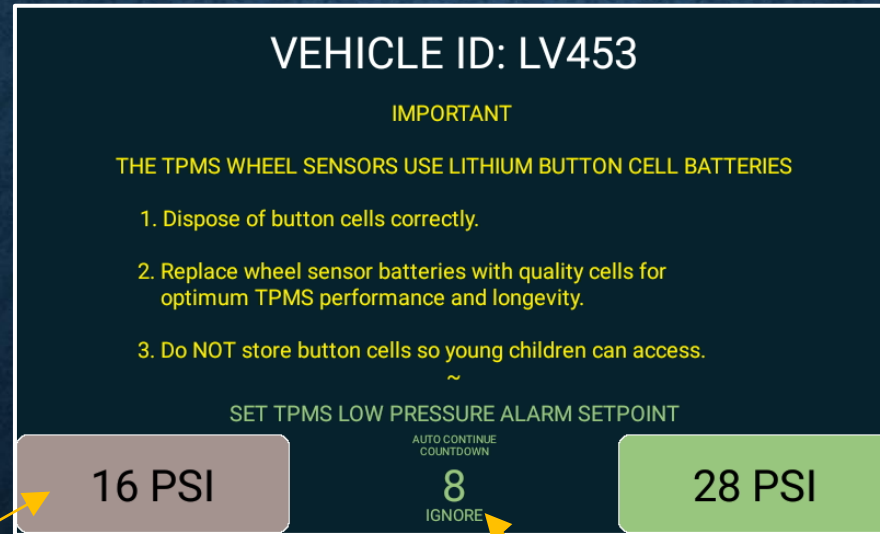 VEHICLE ID: LV453
IMPORTANT
THE TPMS WHEEL SENSORS USE LITHIUM BUTTON CELL BATTERIES
1. Dispose of button cells correctly.
2. Replace wheel sensor batteries with quality cells for
optimum TPMS performance and longevity.
3. Do NOT store button cells so young children can access.
~
SET TPMS LOW PRESSURE ALARM SETPOINT
16 PSI
AUTO CONTINUE
COUNTDOWN
8
IGNORE
28 PSI